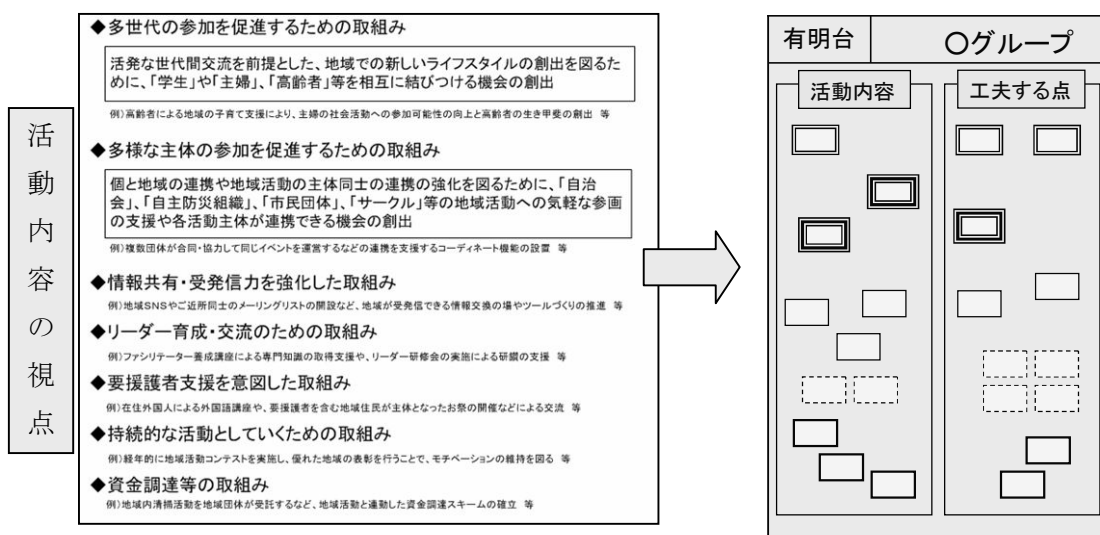 活動内容の視点
◆多世代の参加を促進するための取組み
活発な世代間交流を前提とした、地域での新しいライフスタイルの創出を図るた
めに、「学生」や「主婦」、「高齢者」等を相互に結びつける機会の創出
例)高齢者による地域の子育て支援により、主婦の社会活動への参加可能性の向上と高齢者の生き甲斐の創出 等
◆多様な主体の参加を促進するための取組み
個と地域の連携や地域活動の主体同士の連携の強化を図るために、「自治
会」、「自主防災組織」、「市民団体」、「サークル」等の地域活動への気軽な参画
の支援や各活動主体が連携できる機会の創出
例)複数団体が合同・協力して同じイベントを運営するなどの連携を支援するコーディネート機能の設置 等
◆情報共有・受発信力を強化した取組み
例)地域SNSやご近所同士のメーリングリストの開設など、地域が受発信できる情報交換の場やツールづくりの推進 等
◆リーダー育成・交流のための取組み
例)ファシリテーター養成講座による専門知識の取得支援や、リーダー研修会の実施による研鑽の支援 等
◆要援護者支援を意図した取組み
例)在住外国人による外国語講座や、要援護者を含む地域住民が主体となったお祭の開催などによる交流 等
◆持続的な活動としていくための取組み
例)経年的に地域活動コンテストを実施し、優れた地域の表彰を行うことで、モチベーションの維持を図る 等
◆資金調達等の取組み
例)地域内清掃活動を地域団体が受託するなど、地域活動と連動した資金調達スキームの確立 等
有明台
〇グループ
活動内容
工夫する点